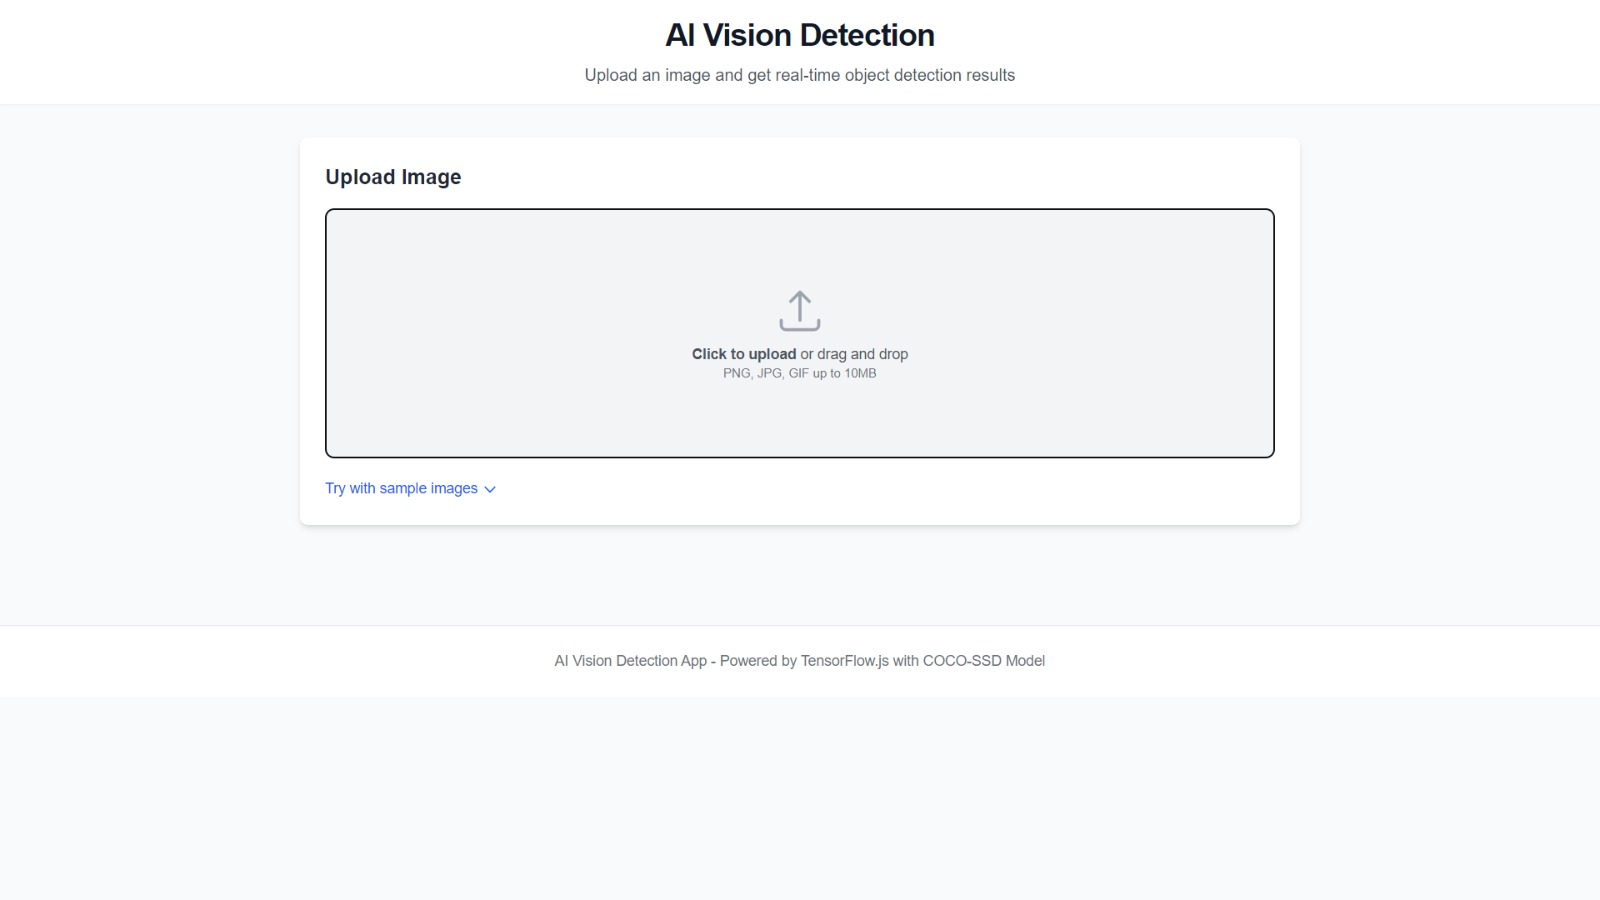 AI Vision Detection
Upload an image and get real-time object detection results
Upload Image
Click to upload or drag and drop
PNG, JPG, GIF up to 10MB
Try with sample images
AI Vision Detection App - Powered by TensorFlow.js with COCO-SSD Model